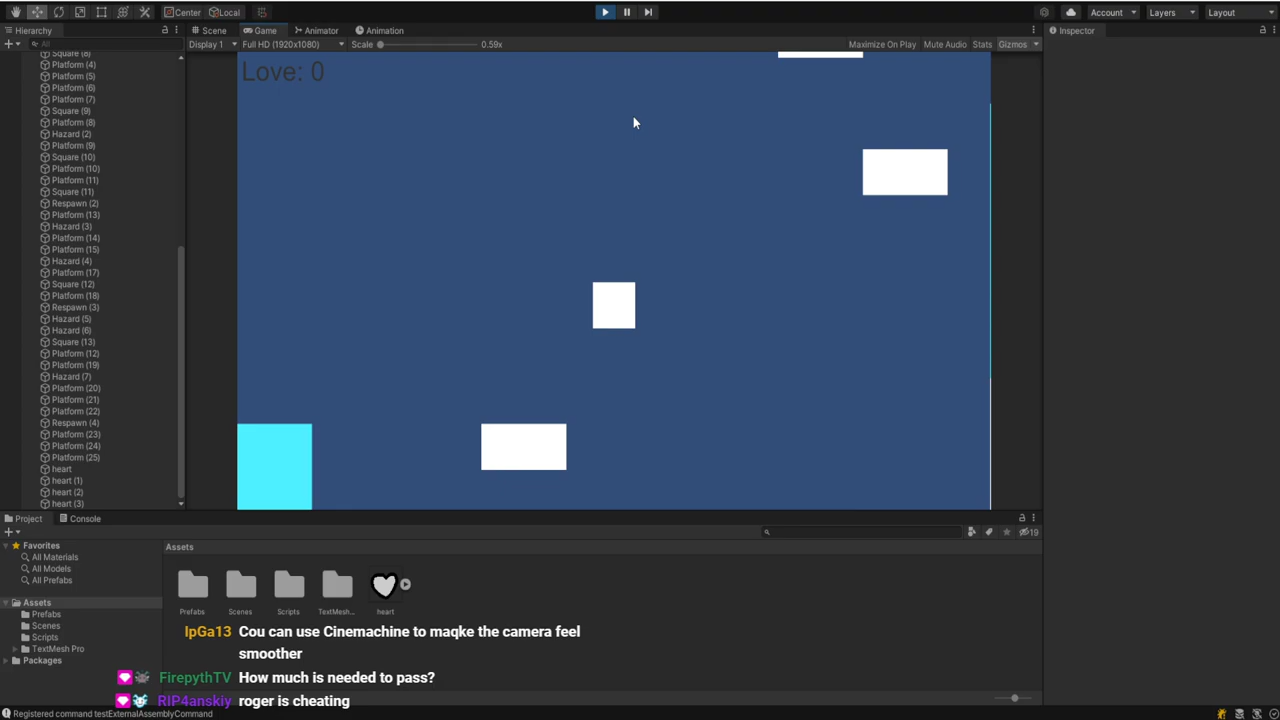 Center Local Account Layers Layout
Hierarchy Scene Game Animator Animation Inspector
All Display 1 Full HD (1920x1080) Scale 0.59x Maximize On Play Mute Audio Stats Gizmos
Square (8)
Platform (4)
Platform (5)
Platform (6)
Platform (7)
Square (9)
Platform (8)
Hazard (2)
Platform (9)
Square (10)
Platform (10)
Platform (11)
Square (11)
Respawn (2)
Platform (13)
Hazard (3)
Platform (14)
Platform (15)
Hazard (4)
Platform (17)
Square (12)
Platform (18)
Respawn (3)
Hazard (5)
Hazard (6)
Square (13)
Platform (12)
Platform (19)
Hazard (7)
Platform (20)
Platform (21)
Platform (22)
Respawn (4)
Platform (23)
Platform (24)
Platform (25)
heart
heart (1)
heart (2)
heart (3)
Love: 0
Project Console
19
Favorites
All Materials
All Models
All Prefabs
Assets
Prefabs
Scenes
Scripts
TextMesh Pro
Packages
Assets
Prefabs Scenes Scripts TextMesh... heart
IpGa13 Cou can use Cinemachine to maqke the camera feel
smoother
FirepythTV How much is needed to pass?
RIP4anskiy roger is cheating
Registered command testExternalAssemblyCommand